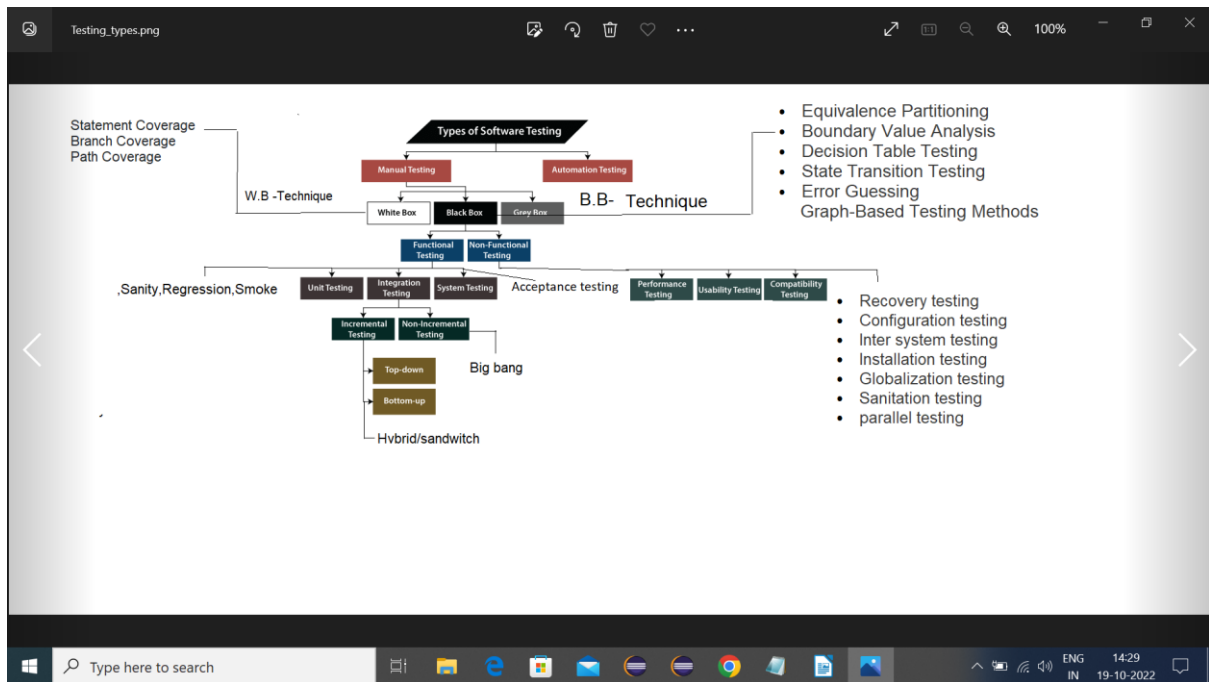 Testing_types.png
100%
Statement Coverage
Branch Coverage
Path Coverage
Types of Software Testing
Manual Testing
Automation Testing
W.B -Technique
White Box
Black Box
Grey Box
B.B- Technique
• Equivalence Partitioning
• Boundary Value Analysis
• Decision Table Testing
• State Transition Testing
• Error Guessing
Graph-Based Testing Methods
Functional
Testing
Non-Functional
Testing
,Sanity,Regression,Smoke
Unit Testing
Integration
Testing
System Testing
Acceptance testing
Performance
Testing
Usability Testing
Compatibility
Testing
Incremental
Testing
Non-Incremental
Testing
Top-down
Bottom-up
Big bang
Hybrid/sandwitch
• Recovery testing
• Configuration testing
• Inter system testing
• Installation testing
• Globalization testing
• Sanitation testing
• parallel testing
Type here to search
ENG
IN
14:29
19-10-2022